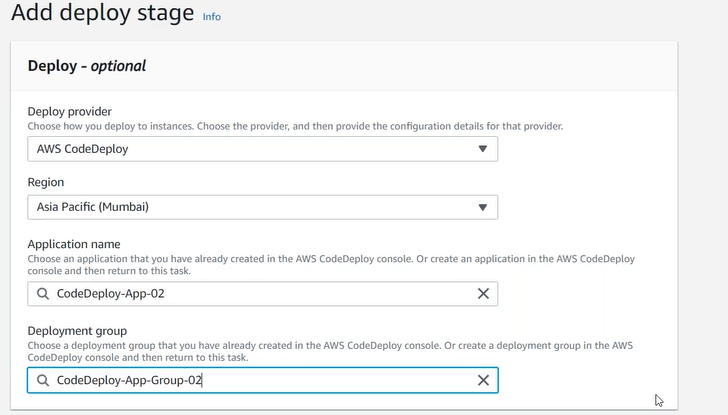 Add deploy stage Info
Deploy - optional
Deploy provider
Choose how you deploy to instances. Choose the provider, and then provide the configuration details for that provider.
AWS CodeDeploy
Region
Asia Pacific (Mumbai)
Application name
Choose an application that you have already created in the AWS CodeDeploy console. Or create an application in the AWS CodeDeploy
console and then return to this task.
CodeDeploy-App-02
Deployment group
Choose a deployment group that you have already created in the AWS CodeDeploy console. Or create a deployment group in the AWS
CodeDeploy console and then return to this task.
CodeDeploy-App-Group-02